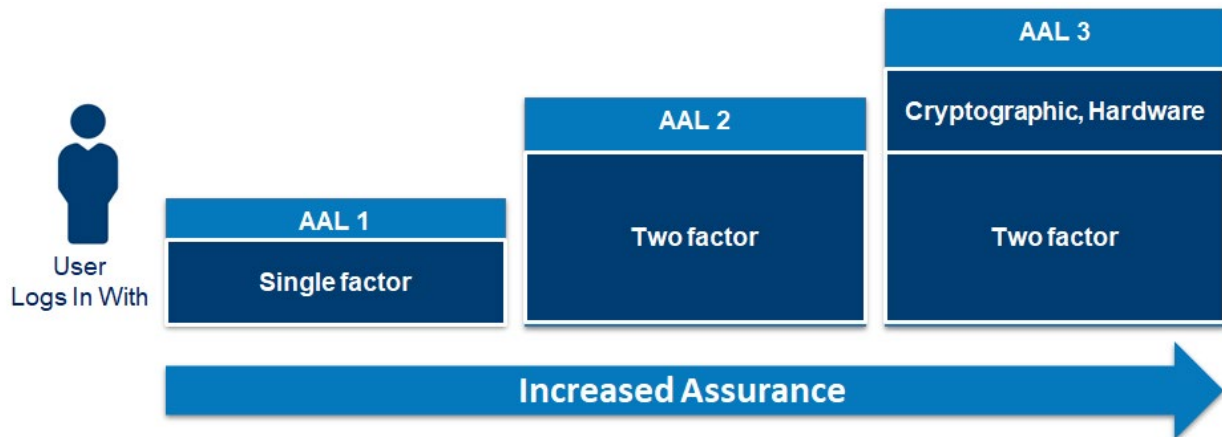 AAL 3
Cryptographic, Hardware
AAL 2
Two factor
Two factor
AAL 1
Single factor
User
Logs In With
Increased Assurance